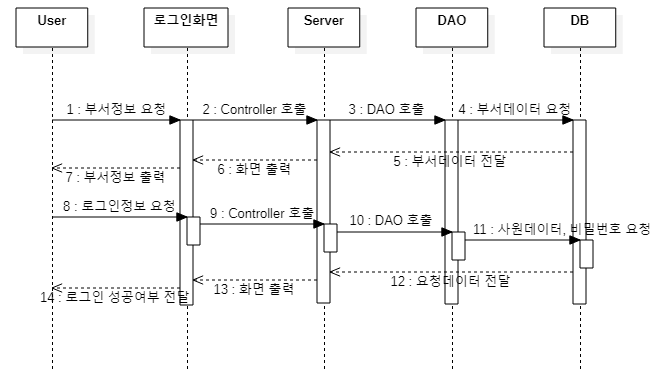 User
로그인화면
Server
DAO
DB
1 : 부서정보 요청
2 : Controller 호출
3 : DAO 호출
4 : 부서데이터 요청
5 : 부서데이터 전달
6 : 화면 출력
7 : 부서정보 출력
8 : 로그인정보 요청
9 : Controller 호출
10 : DAO 호출
11 : 사원데이터, 비밀번호 요청
12 : 요청데이터 전달
13 : 화면 출력
14 : 로그인 성공여부 전달